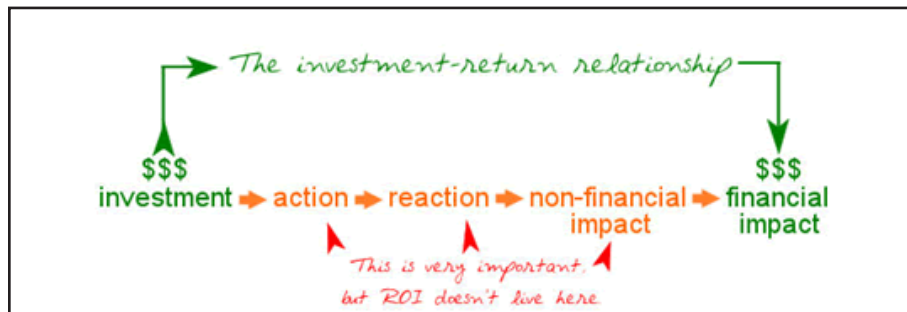 The investment-return relationship
$$$ $$$
investment action reaction non-financial financial
impact impact
This is very important,
but ROI doesn't live here